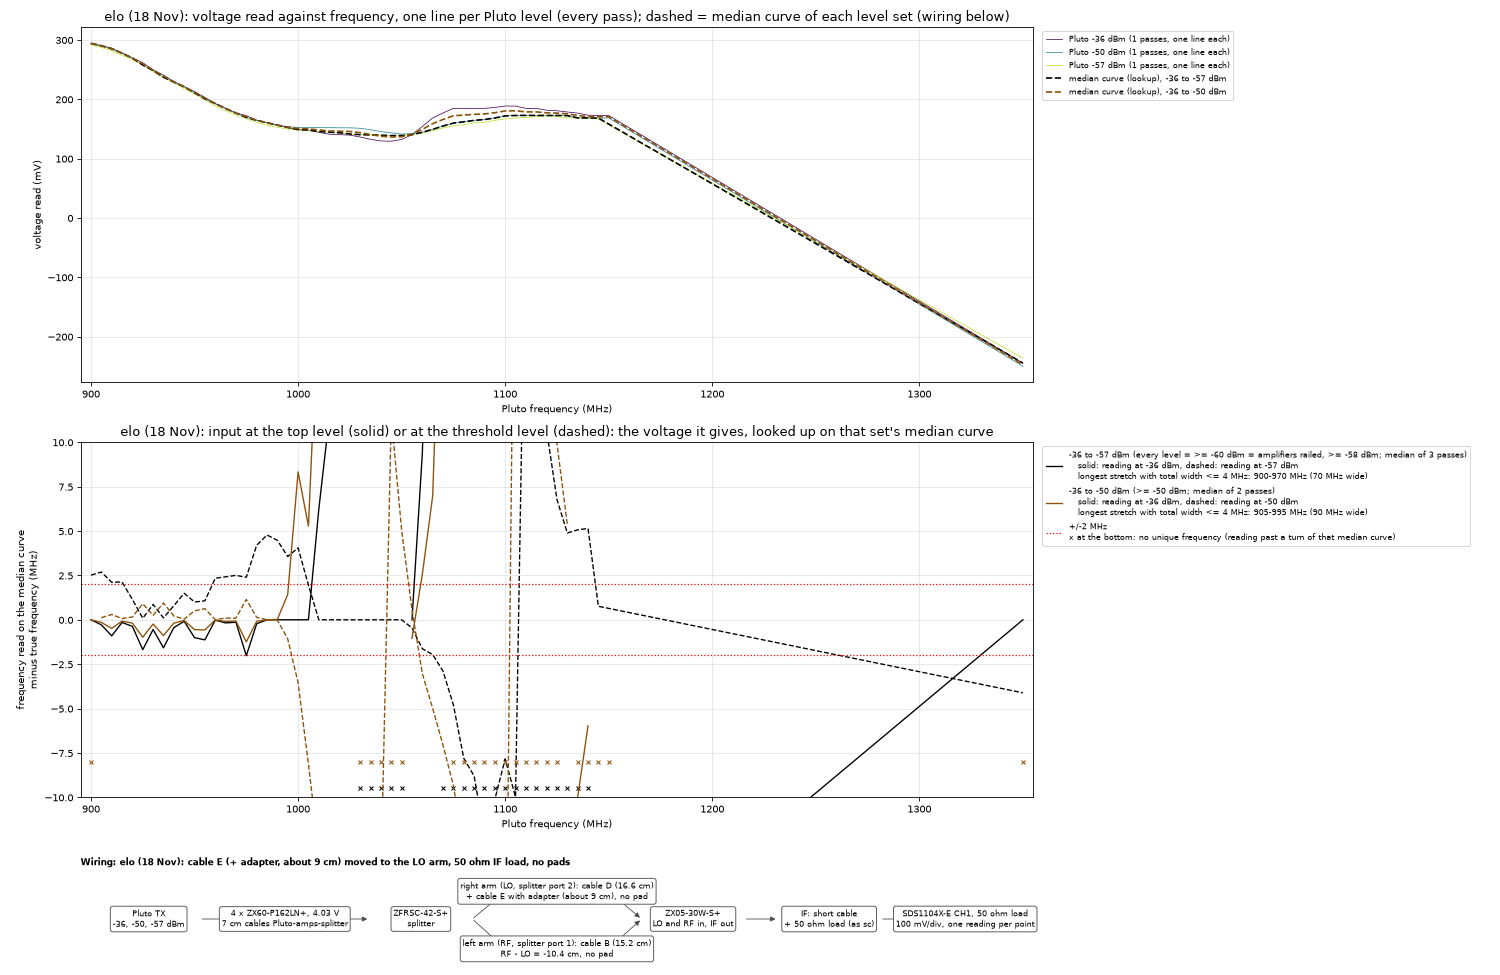 elo (18 Nov): voltage read against frequency, one line per Pluto level (every pass); dashed = median curve of each level set (wiring below)
300
200
100
0
−100
−200
voltage read (mV)
900
1000
1100
1200
1300
Pluto frequency (MHz)
Pluto -36 dBm (1 passes, one line each)
Pluto -50 dBm (1 passes, one line each)
Pluto -57 dBm (1 passes, one line each)
median curve (lookup), -36 to -57 dBm
median curve (lookup), -36 to -50 dBm
elo (18 Nov): input at the top level (solid) or at the threshold level (dashed): the voltage it gives, looked up on that set's median curve
10.0
7.5
5.0
2.5
0.0
−2.5
−5.0
−7.5
−10.0
frequency read on the median curve
minus true frequency (MHz)
900
1000
1100
1200
1300
Pluto frequency (MHz)
-36 to -57 dBm (every level = >= -60 dBm = amplifiers railed, >= -58 dBm; median of 3 passes)
solid: reading at -36 dBm, dashed: reading at -57 dBm
longest stretch with total width <= 4 MHz: 900-970 MHz (70 MHz wide)
-36 to -50 dBm (>= -50 dBm; median of 2 passes)
solid: reading at -36 dBm, dashed: reading at -50 dBm
longest stretch with total width <= 4 MHz: 905-995 MHz (90 MHz wide)
+/-2 MHz
x at the bottom: no unique frequency (reading past a turn of that median curve)
Wiring: elo (18 Nov): cable E (+ adapter, about 9 cm) moved to the LO arm, 50 ohm IF load, no pads
Pluto TX
-36, -50, -57 dBm
4 x ZX60-P162LN+, 4.03 V
7 cm cables Pluto-amps-splitter
ZFRSC-42-S+
splitter
right arm (LO, splitter port 2): cable D (16.6 cm)
+ cable E with adapter (about 9 cm), no pad
left arm (RF, splitter port 1): cable B (15.2 cm)
RF - LO = -10.4 cm, no pad
ZX05-30W-S+
LO and RF in, IF out
IF: short cable
+ 50 ohm load (as sc)
SDS1104X-E CH1, 50 ohm load
100 mV/div, one reading per point